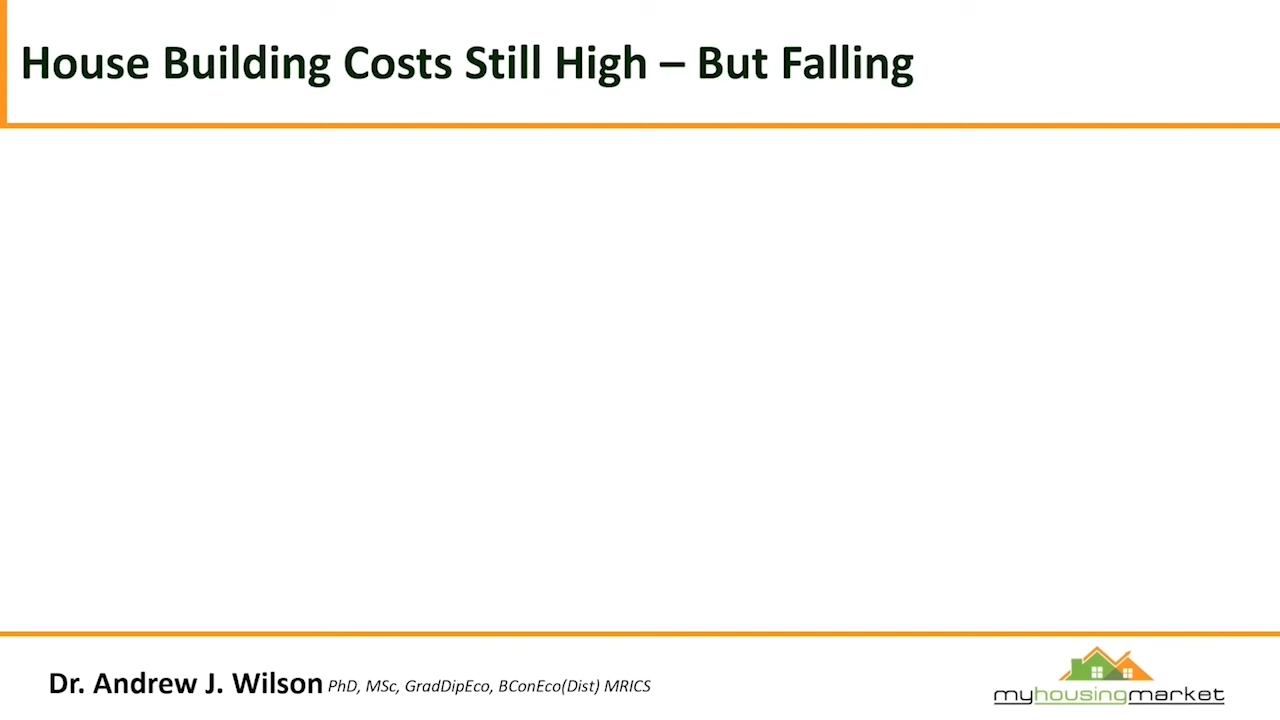 House Building Costs Still High – But Falling
Dr. Andrew J. Wilson PhD, MSc, GradDipEco, BConEco(Dist) MRICS
myhousingmarket